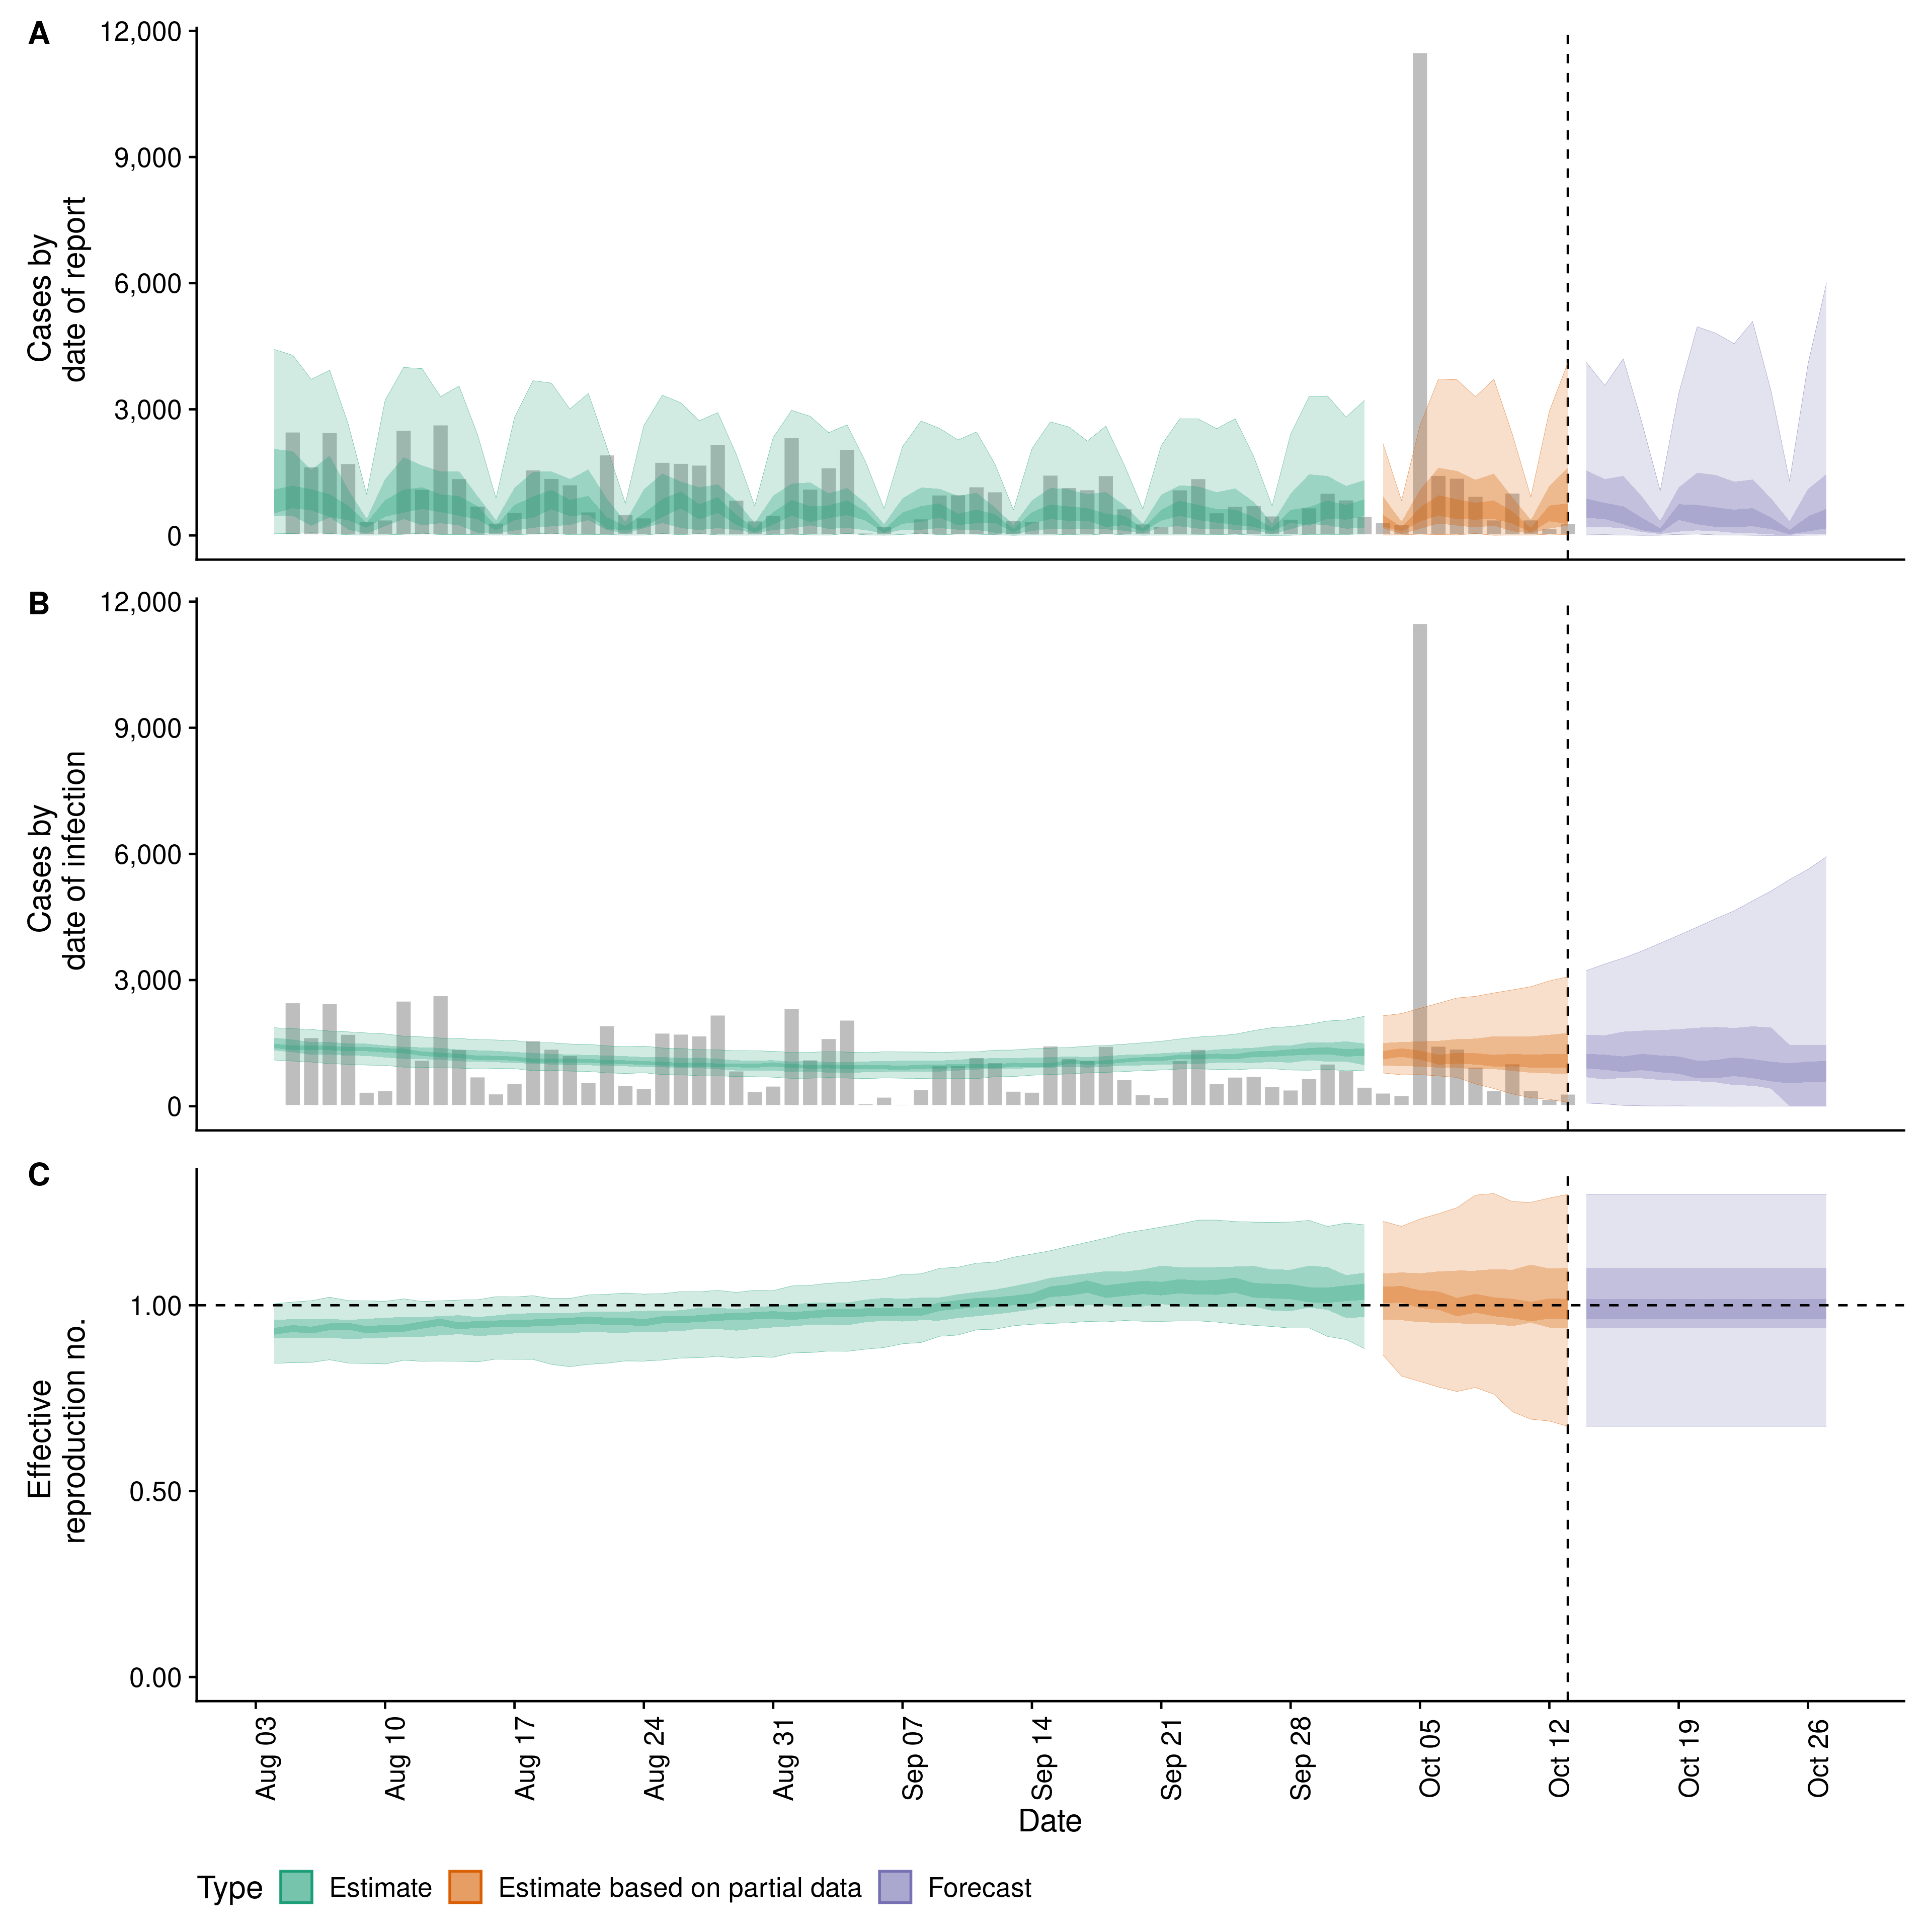 A
12,000
9,000
6,000
3,000
0
Cases by
date of report
B
12,000
9,000
6,000
3,000
0
Cases by
date of infection
C
1.00
0.50
0.00
Effective
reproduction no.
Aug 03
Aug 10
Aug 17
Aug 24
Aug 31
Sep 07
Sep 14
Sep 21
Sep 28
Oct 05
Oct 12
Oct 19
Oct 26
Date
Type Estimate Estimate based on partial data Forecast